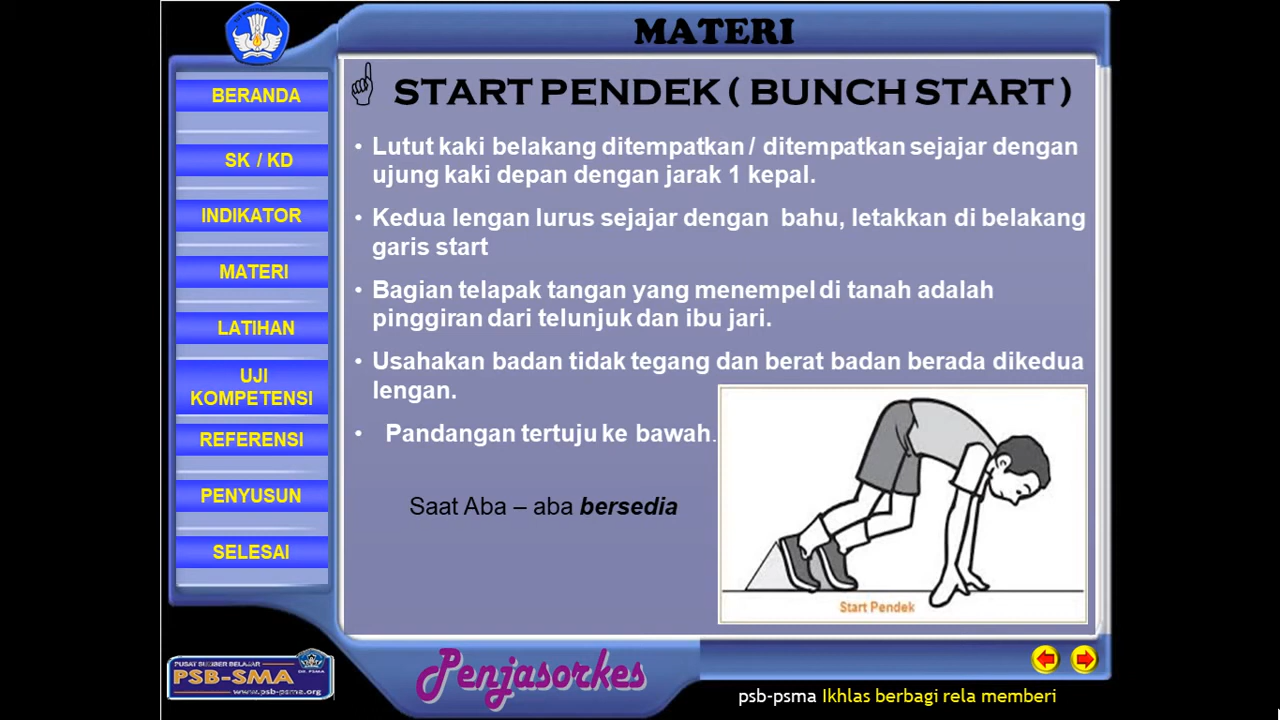 MATERI
BERANDA
SK / KD
INDIKATOR
MATERI
LATIHAN
UJI
KOMPETENSI
REFERENSI
PENYUSUN
SELESAI
START PENDEK ( BUNCH START )
• Lutut kaki belakang ditempatkan / ditempatkan sejajar dengan
ujung kaki depan dengan jarak 1 kepal.
• Kedua lengan lurus sejajar dengan bahu, letakkan di belakang
garis start
• Bagian telapak tangan yang menempel di tanah adalah
pinggiran dari telunjuk dan ibu jari.
• Usahakan badan tidak tegang dan berat badan berada dikedua
lengan.
• Pandangan tertuju ke bawah.
Saat Aba – aba bersedia
Start Pendek
PUSAT SUMBER BELAJAR
PSB-SMA
www.psb-psma.org
Penjasorkes
psb-psma Ikhlas berbagi rela memberi